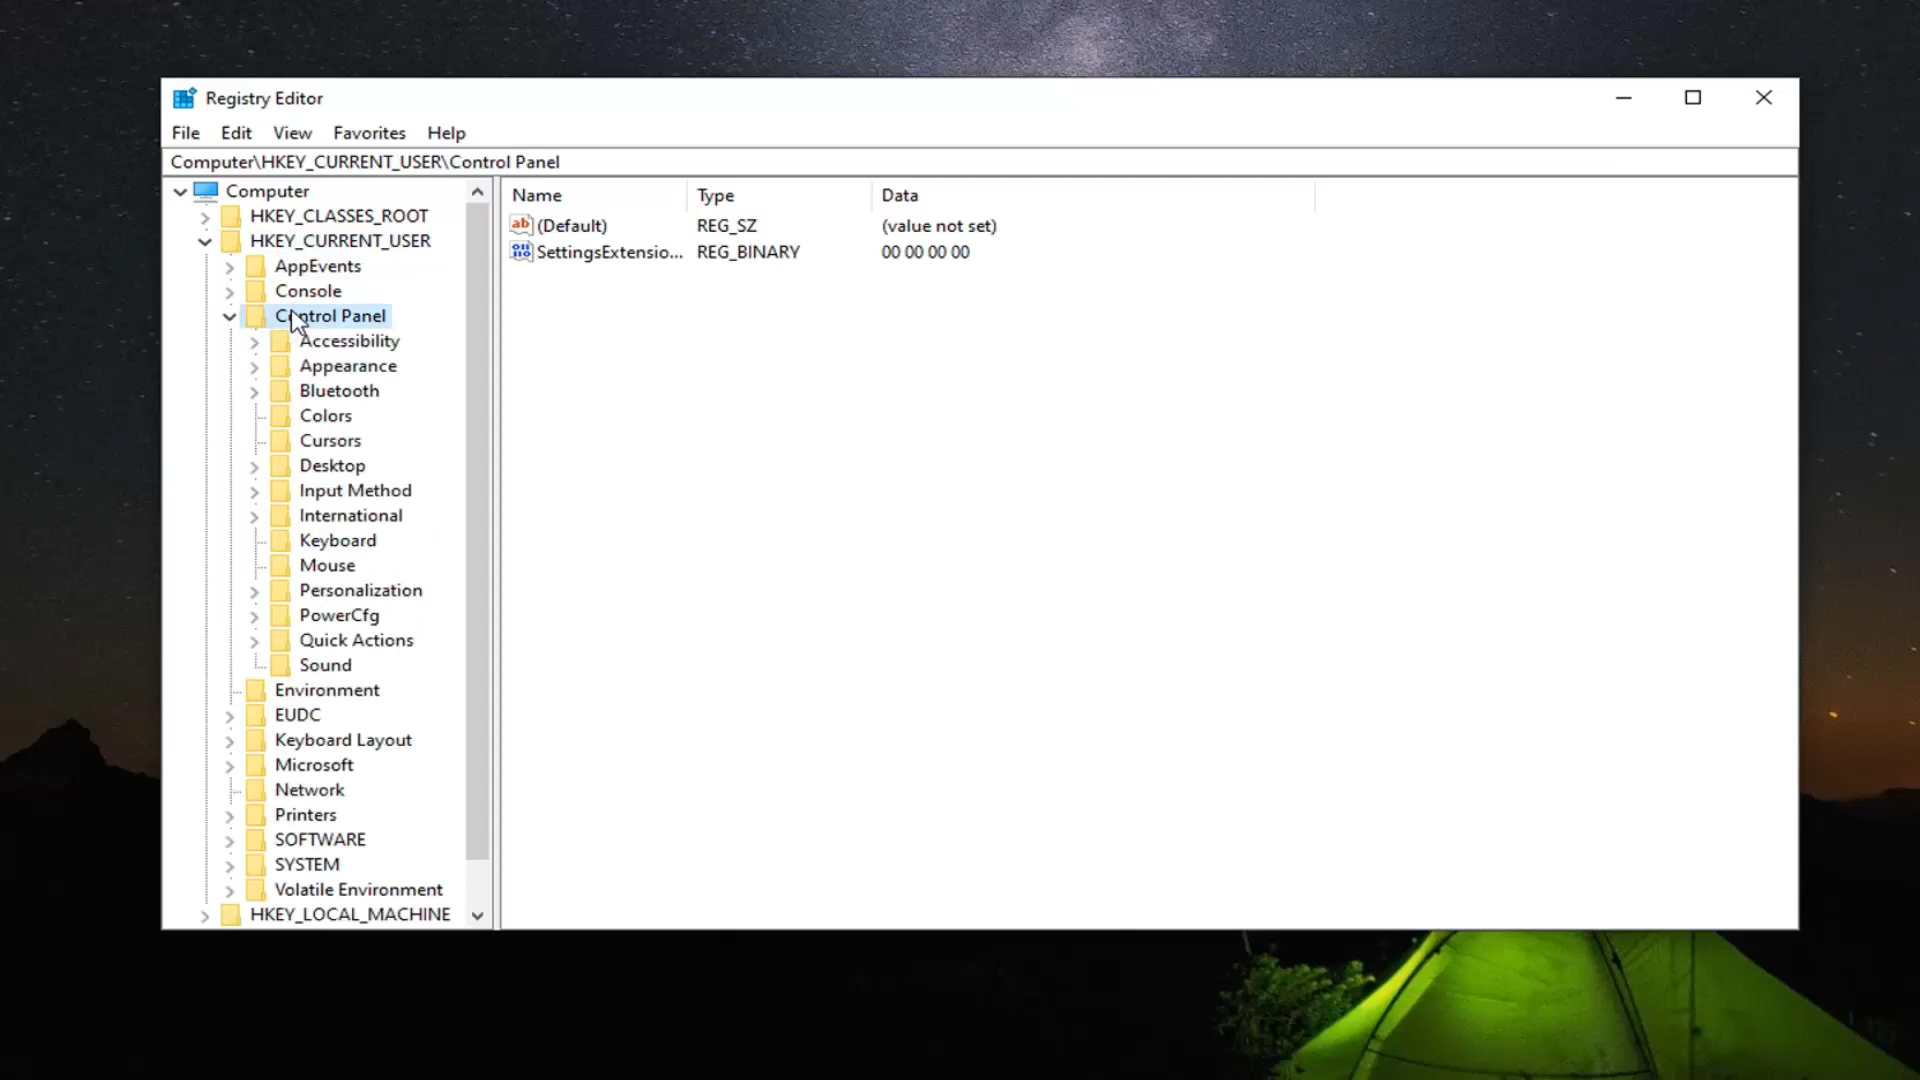 Registry Editor
File Edit View Favorites Help
Computer\HKEY_CURRENT_USER\Control Panel
Computer
HKEY_CLASSES_ROOT
HKEY_CURRENT_USER
AppEvents
Console
Control Panel
Accessibility
Appearance
Bluetooth
Colors
Cursors
Desktop
Input Method
International
Keyboard
Mouse
Personalization
PowerCfg
Quick Actions
Sound
Environment
EUDC
Keyboard Layout
Microsoft
Network
Printers
SOFTWARE
SYSTEM
Volatile Environment
HKEY_LOCAL_MACHINE
Name Type Data
(Default) REG_SZ (value not set)
SettingsExtensio... REG_BINARY 00 00 00 00